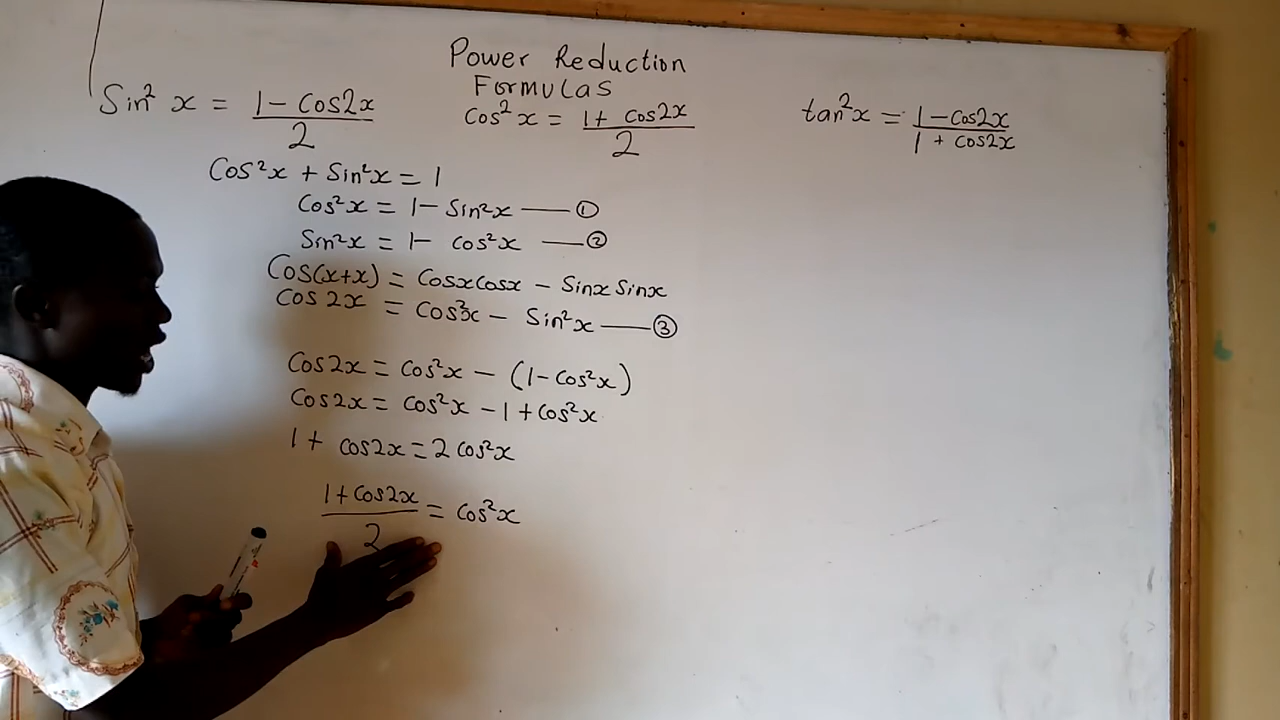 Power Reduction
Formulas
Sin² x = (1 - Cos2x)/2
Cos² x = (1 + Cos2x)/2
tan²x = (1 - Cos2x)/(1 + Cos2x)
Cos²x + Sin²x = 1
Cos²x = 1 - Sin²x —— ①
Sin²x = 1 - Cos²x —— ②
Cos(x+x) = CosxCosx - Sinx Sinx
Cos 2x = Cos²x - Sin²x —— ③
Cos2x = Cos²x - (1 - Cos²x)
Cos2x = Cos²x - 1 + Cos²x
1 + Cos2x = 2 Cos²x
(1 + Cos2x)/2 = Cos²x